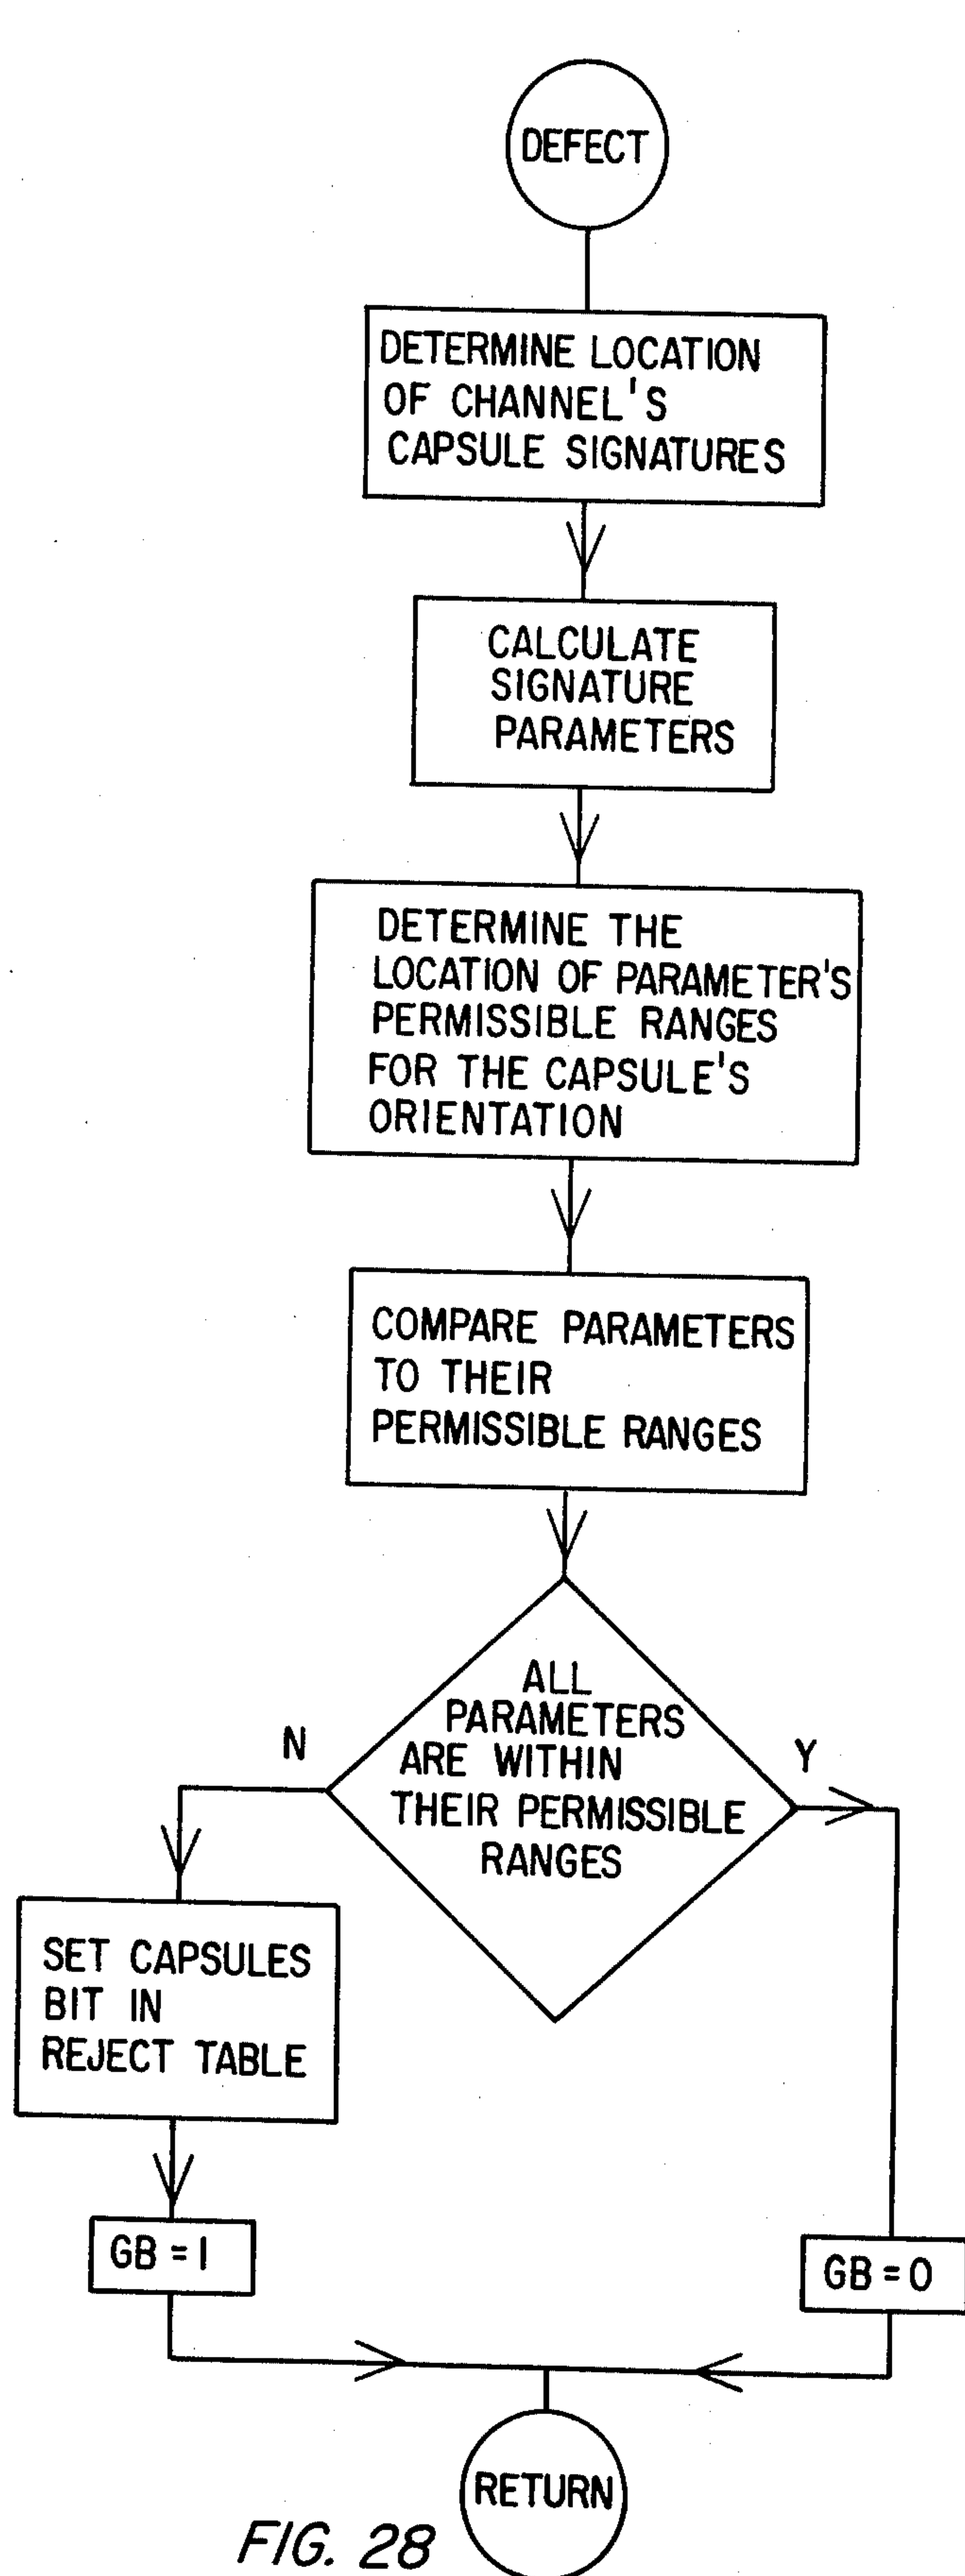 DEFECT
DETERMINE LOCATION
OF CHANNEL'S
CAPSULE SIGNATURES
CALCULATE
SIGNATURE
PARAMETERS
DETERMINE THE
LOCATION OF PARAMETER'S
PERMISSIBLE RANGES
FOR THE CAPSULE'S
ORIENTATION
COMPARE PARAMETERS
TO THEIR
PERMISSIBLE RANGES
ALL
PARAMETERS
ARE WITHIN
THEIR PERMISSIBLE
RANGES
N
Y
SET CAPSULES
BIT IN
REJECT TABLE
GB = 1
GB = 0
RETURN
FIG. 28